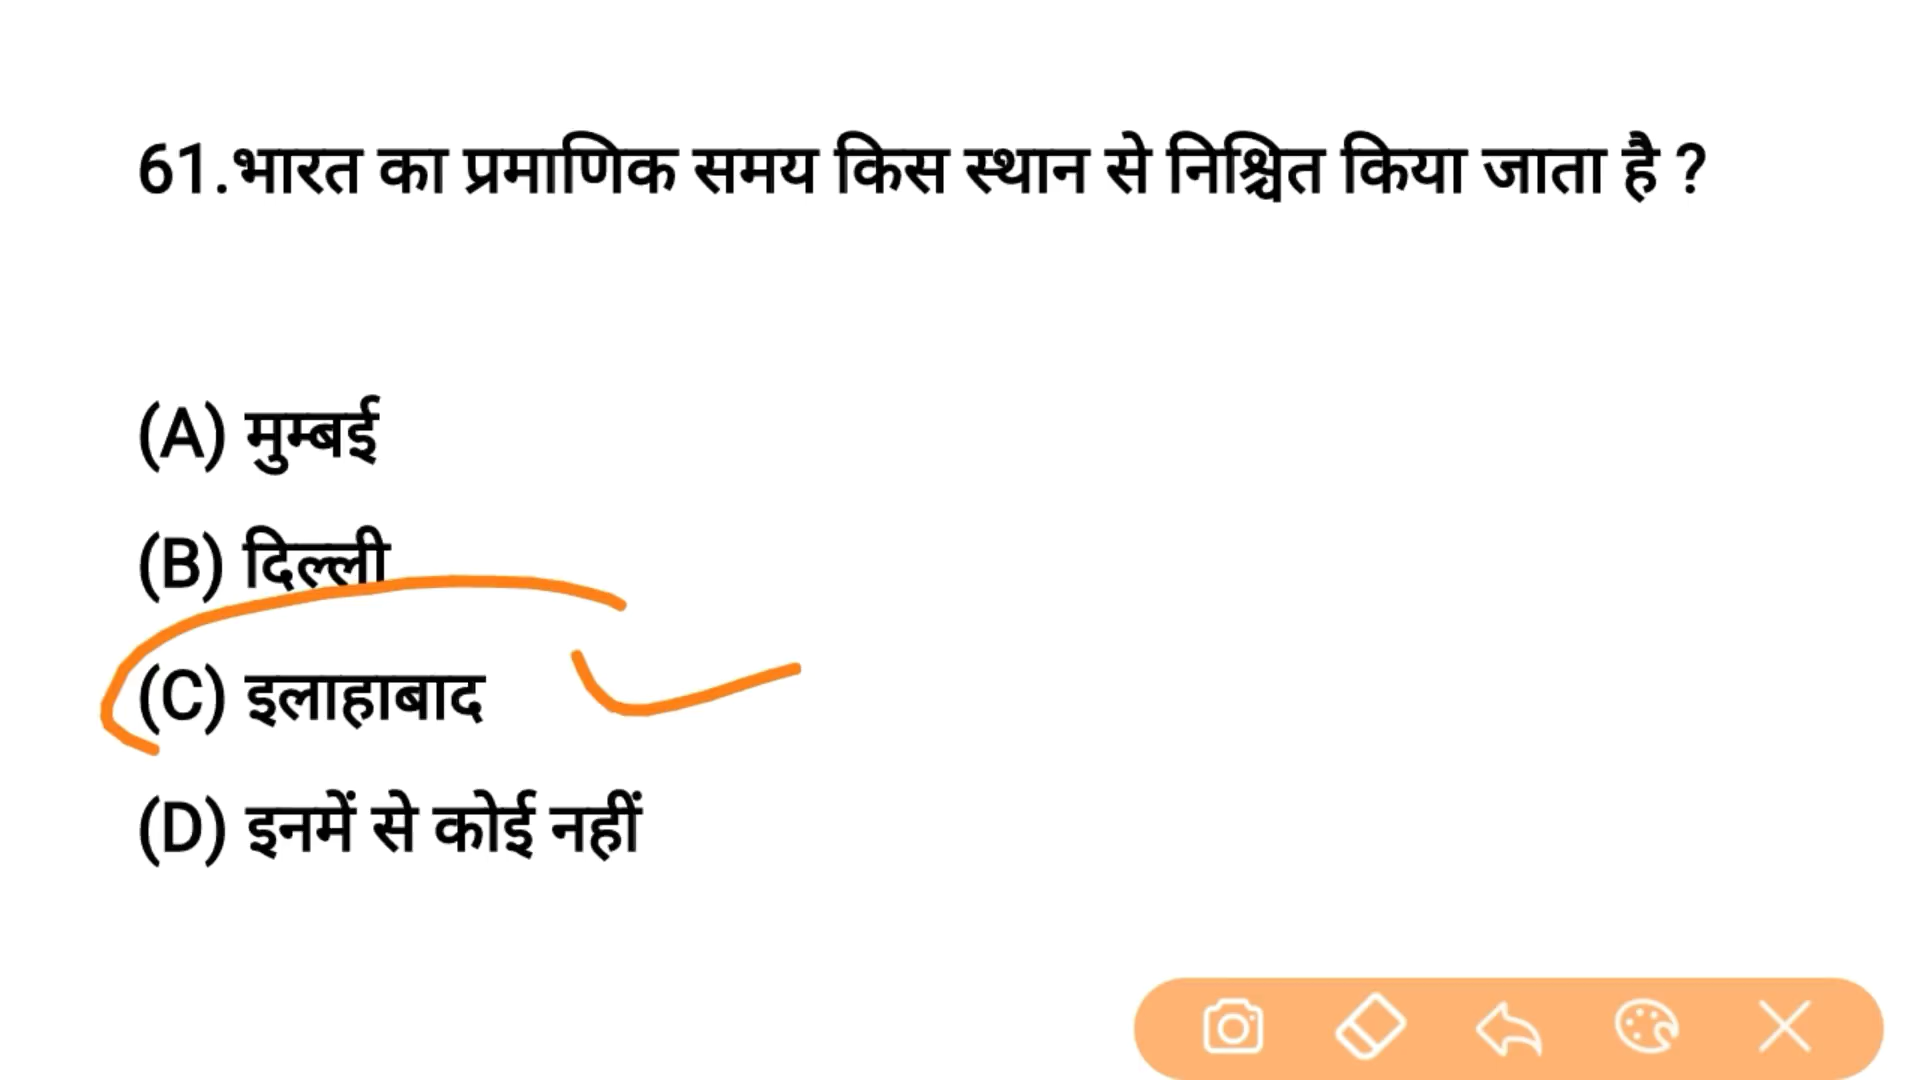 61.भारत का प्रमाणिक समय किस स्थान से निश्चित किया जाता है ?
(A) मुम्बई
(B) दिल्ली
(C) इलाहाबाद
(D) इनमें से कोई नहीं